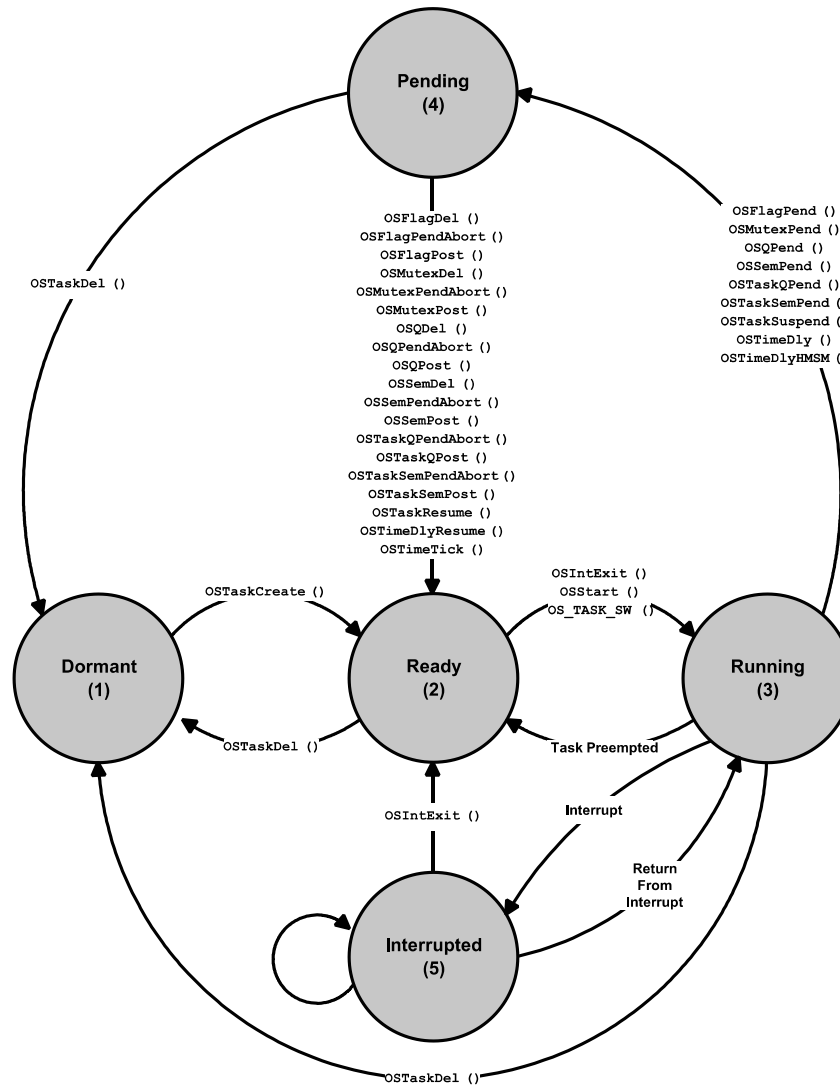 Pending
(4)
OSFlagDel ()
OSFlagPendAbort ()
OSFlagPost ()
OSMutexDel ()
OSMutexPendAbort ()
OSMutexPost ()
OSQDel ()
OSQPendAbort ()
OSQPost ()
OSSemDel ()
OSSemPendAbort ()
OSSemPost ()
OSTaskQPendAbort ()
OSTaskQPost ()
OSTaskSemPendAbort ()
OSTaskSemPost ()
OSTaskResume ()
OSTimeDlyResume ()
OSTimeTick ()
OSFlagPend ()
OSMutexPend ()
OSQPend ()
OSSemPend ()
OSTaskQPend ()
OSTaskSemPend (
OSTaskSuspend (
OSTimeDly ()
OSTimeDlyHMSM (
OSTaskDel ()
OSTaskCreate ()
OSIntExit ()
OSStart ()
OS_TASK_SW ()
Dormant
(1)
Ready
(2)
Running
(3)
OSTaskDel ()
Task Preempted
OSIntExit ()
Interrupt
Return
From
Interrupt
Interrupted
(5)
OSTaskDel ()